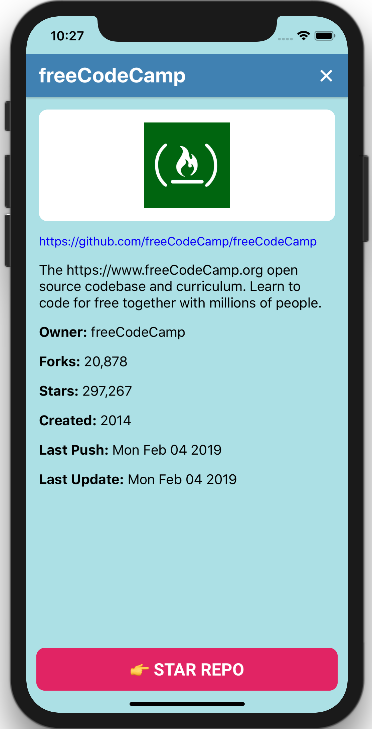 10:27
freeCodeCamp
https://github.com/freeCodeCamp/freeCodeCamp
The https://www.freeCodeCamp.org open
source codebase and curriculum. Learn to
code for free together with millions of people.
Owner: freeCodeCamp
Forks: 20,878
Stars: 297,267
Created: 2014
Last Push: Mon Feb 04 2019
Last Update: Mon Feb 04 2019
👉 STAR REPO